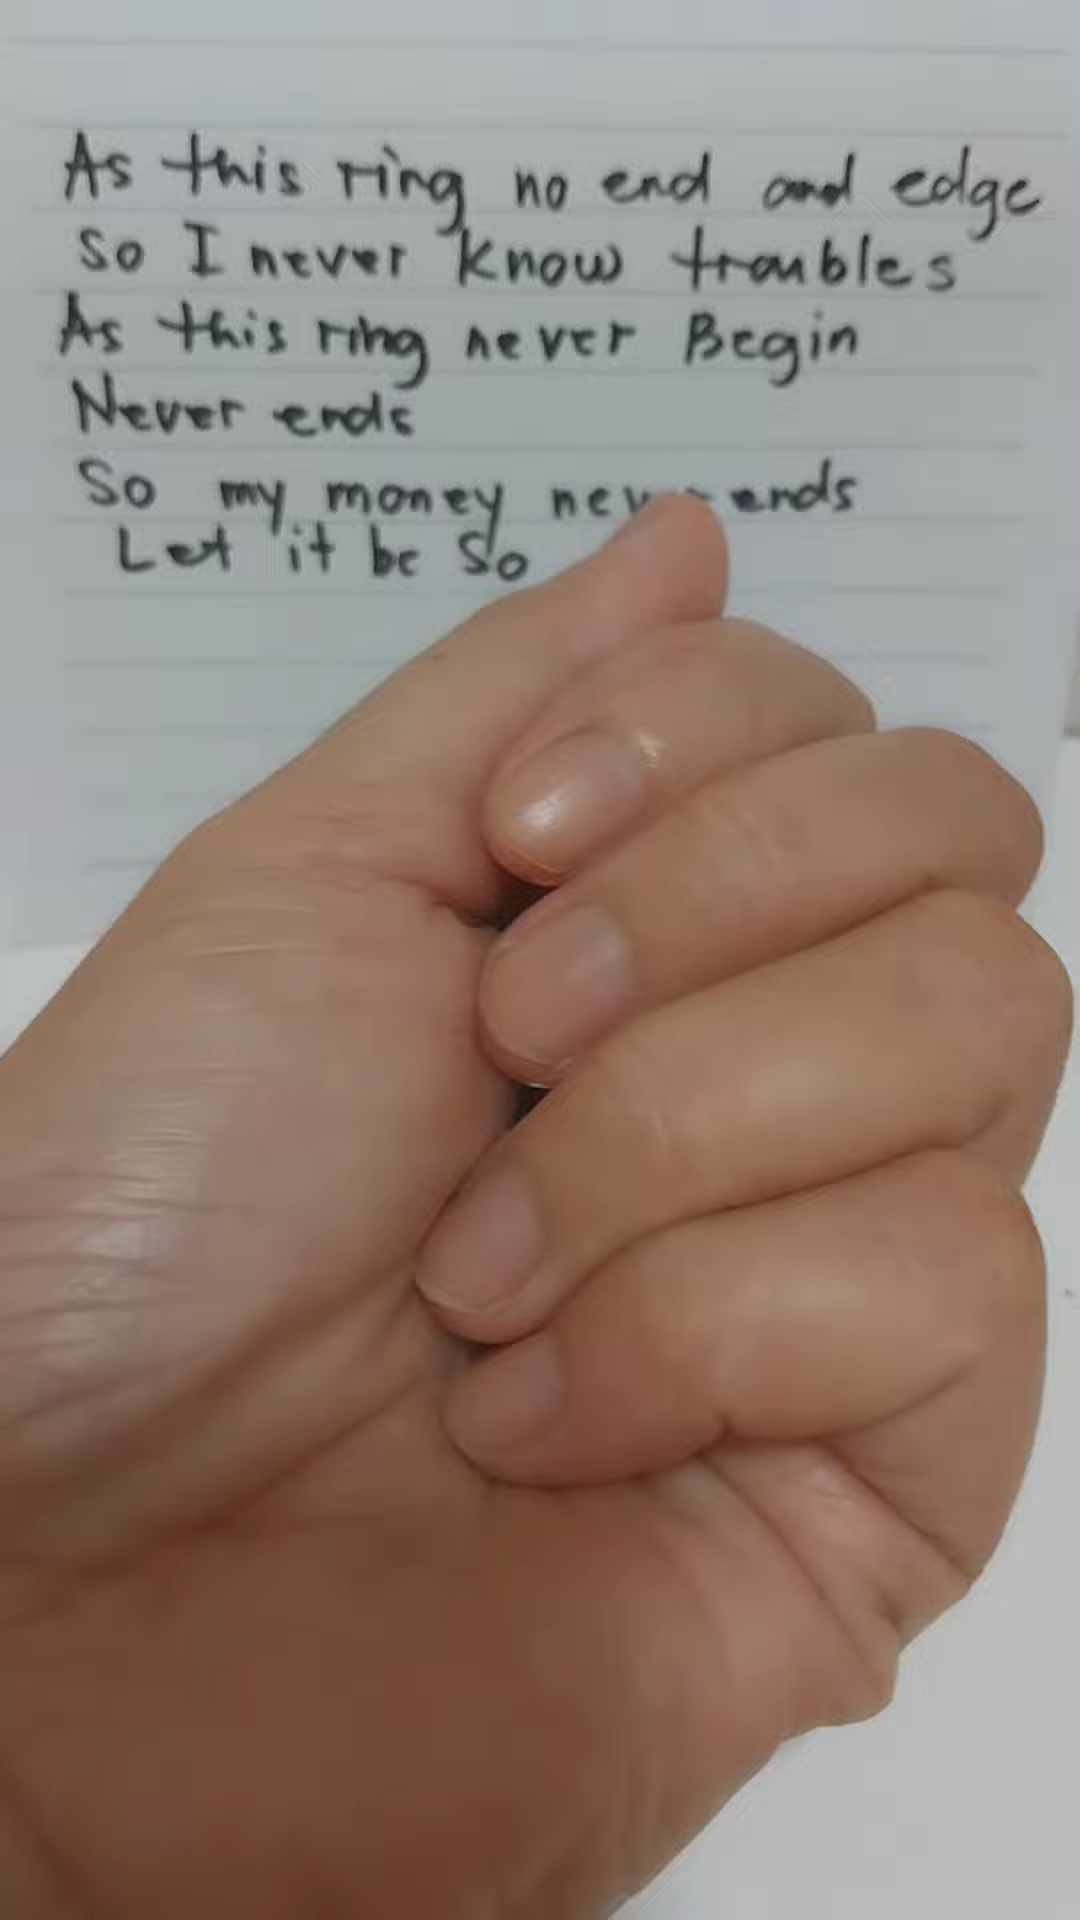 As this ring no end and edge
So I never know troubles
As this ring never Begin
Never ends
So my money ends
Let it be So